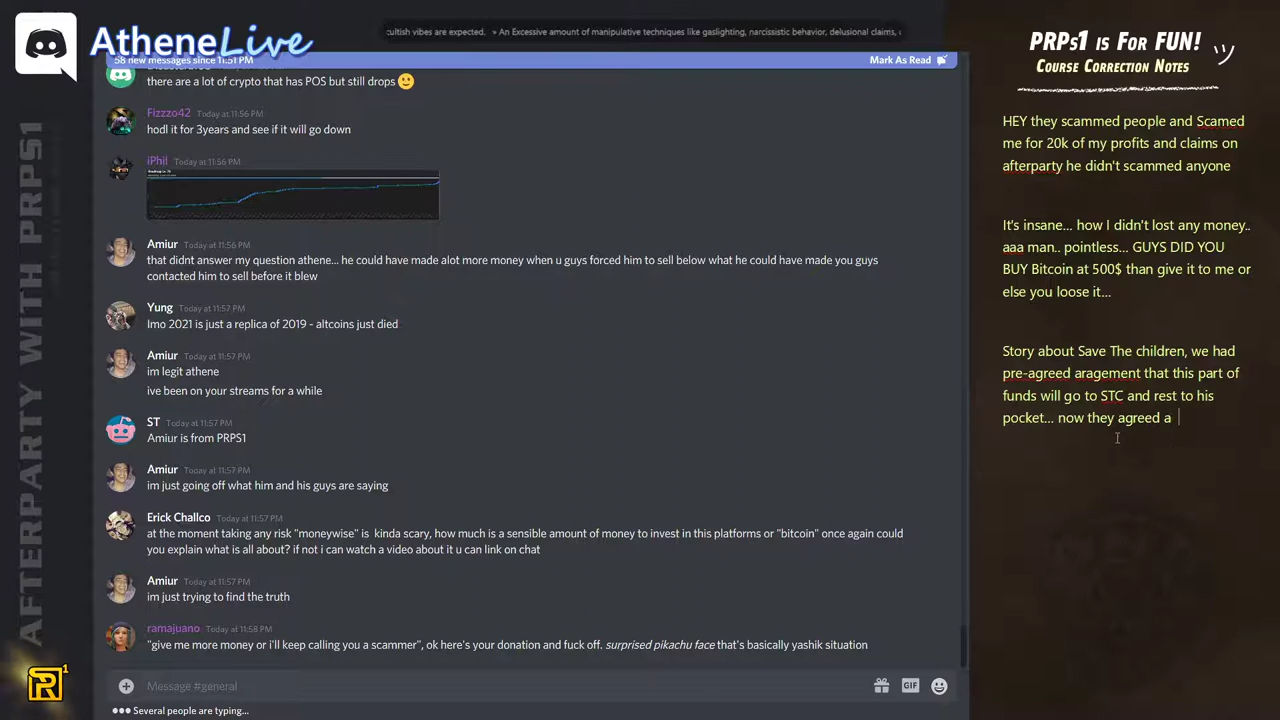 AtheneLive
cultish vibes are expected. » An Excessive amount of manipulative techniques like gaslighting, narcissistic behavior, delusional claims,
58 new messages since 11:51 PM
Mark As Read
there are a lot of crypto that has POS but still drops
Fizzzo42 Today at 11:56 PM
hodl it for 3years and see if it will go down
iPhil Today at 11:56 PM
Amiur Today at 11:56 PM
that didnt answer my question athene... he could have made alot more money when u guys forced him to sell below what he could have made you guys
contacted him to sell before it blew
Yung Today at 11:57 PM
Imo 2021 is just a replica of 2019 - altcoins just died
Amiur Today at 11:57 PM
im legit athene
ive been on your streams for a while
ST Today at 11:57 PM
Amiur is from PRPS1
Amiur Today at 11:57 PM
im just going off what him and his guys are saying
Erick Challco Today at 11:57 PM
at the moment taking any risk "moneywise" is kinda scary, how much is a sensible amount of money to invest in this platforms or "bitcoin" once again could
you explain what is all about? if not i can watch a video about it u can link on chat
Amiur Today at 11:57 PM
im just trying to find the truth
ramajuano Today at 11:58 PM
"give me more money or i'll keep calling you a scammer", ok here's your donation and fuck off. surprised pikachu face that's basically yashik situation
Message #general
GIF
Several people are typing...
AFTERPARTY WITH PRPS1
PRPS1 IS FOR FUN! ツ
COURSE CORRECTION NOTES
HEY they scammed people and Scamed
me for 20k of my profits and claims on
afterparty he didn't scammed anyone
It's insane... how I didn't lost any money..
aaa man.. pointless... GUYS DID YOU
BUY Bitcoin at 500$ than give it to me or
else you loose it...
Story about Save The children, we had
pre-agreed aragement that this part of
funds will go to STC and rest to his
pocket... now they agreed a